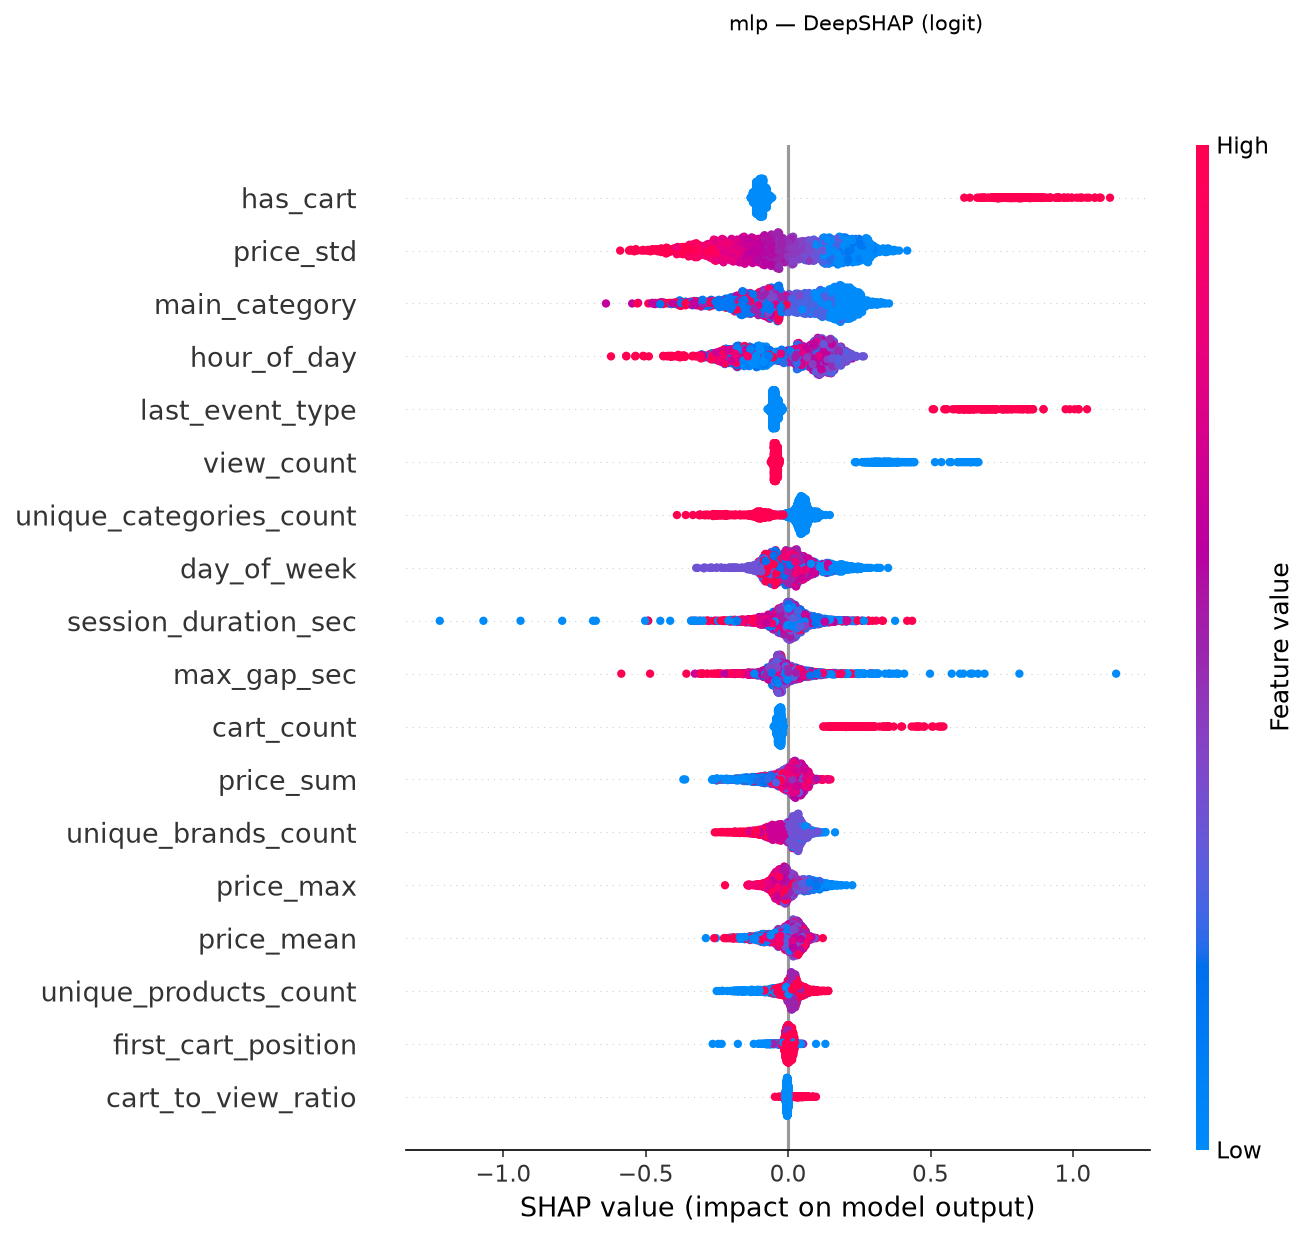 mlp — DeepSHAP (logit)
High
has_cart
price_std
main_category
hour_of_day
last_event_type
view_count
unique_categories_count
day_of_week
session_duration_sec
max_gap_sec
cart_count
price_sum
unique_brands_count
price_max
price_mean
unique_products_count
first_cart_position
cart_to_view_ratio
Feature value
Low
−1.0 −0.5 0.0 0.5 1.0
SHAP value (impact on model output)